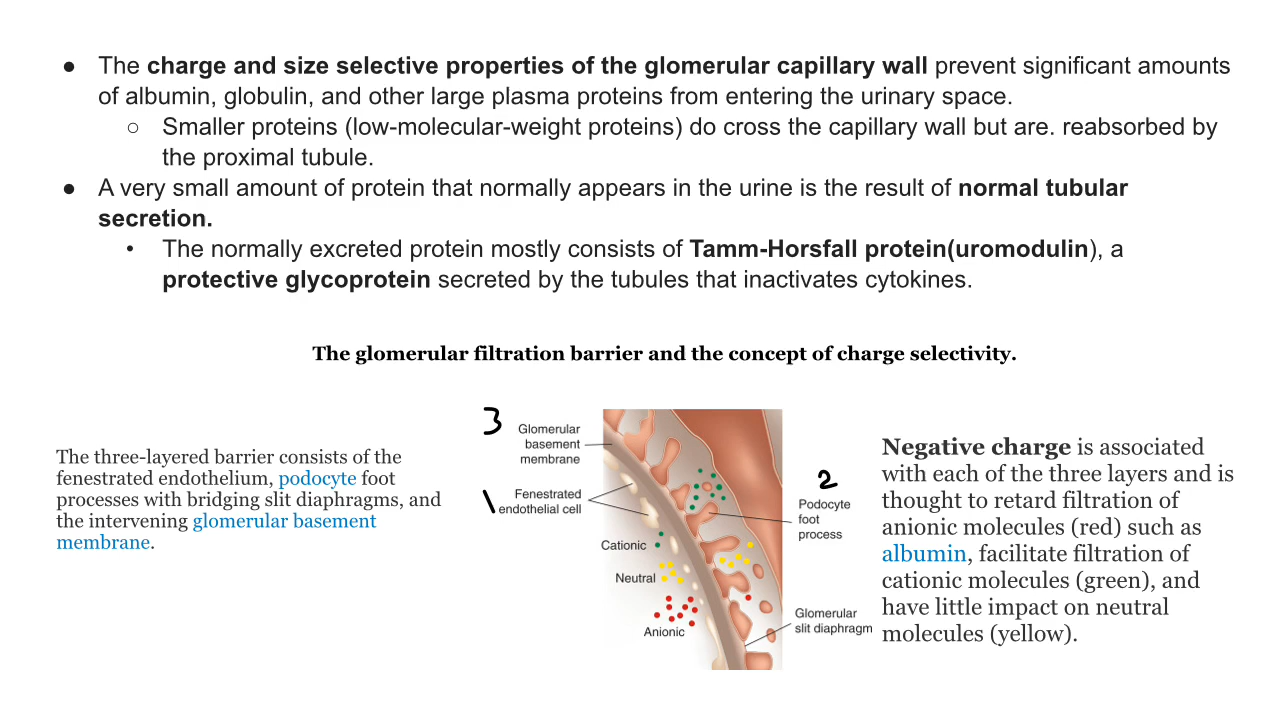 ● The charge and size selective properties of the glomerular capillary wall prevent significant amounts
of albumin, globulin, and other large plasma proteins from entering the urinary space.
○ Smaller proteins (low-molecular-weight proteins) do cross the capillary wall but are. reabsorbed by
the proximal tubule.
● A very small amount of protein that normally appears in the urine is the result of normal tubular
secretion.
• The normally excreted protein mostly consists of Tamm-Horsfall protein(uromodulin), a
protective glycoprotein secreted by the tubules that inactivates cytokines.
The glomerular filtration barrier and the concept of charge selectivity.
The three-layered barrier consists of the
fenestrated endothelium, podocyte foot
processes with bridging slit diaphragms, and
the intervening glomerular basement
membrane.
3
Glomerular
basement
membrane
1
Fenestrated
endothelial cell
Cationic
Neutral
Anionic
2
Podocyte
foot
process
Glomerular
slit diaphragm
Negative charge is associated
with each of the three layers and is
thought to retard filtration of
anionic molecules (red) such as
albumin, facilitate filtration of
cationic molecules (green), and
have little impact on neutral
molecules (yellow).